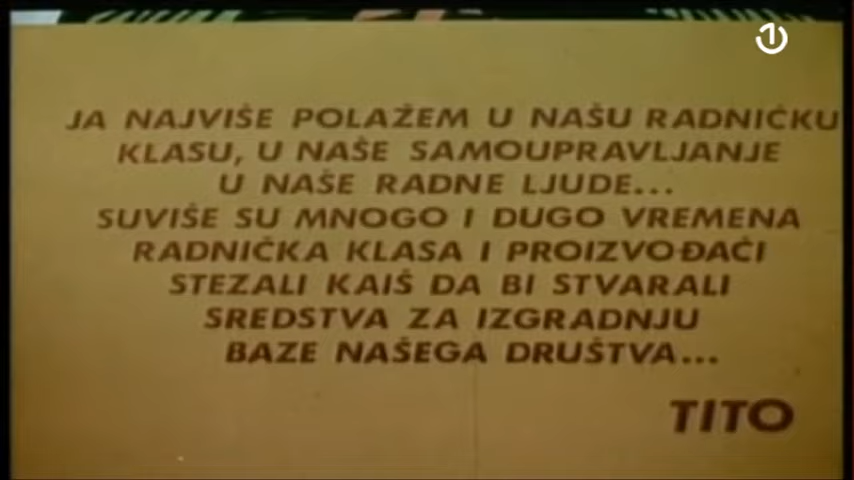 JA NAJVIŠE POLAŽEM U NAŠU RADNIČKU
KLASU, U NAŠE SAMOUPRAVLJANJE
U NAŠE RADNE LJUDE...
SUVIŠE SU MNOGO I DUGO VREMENA
RADNIČKA KLASA I PROIZVOĐAČI
STEZALI KAIŠ DA BI STVARALI
SREDSTVA ZA IZGRADNJU
BAZE NAŠEGA DRUŠTVA...
TITO
1